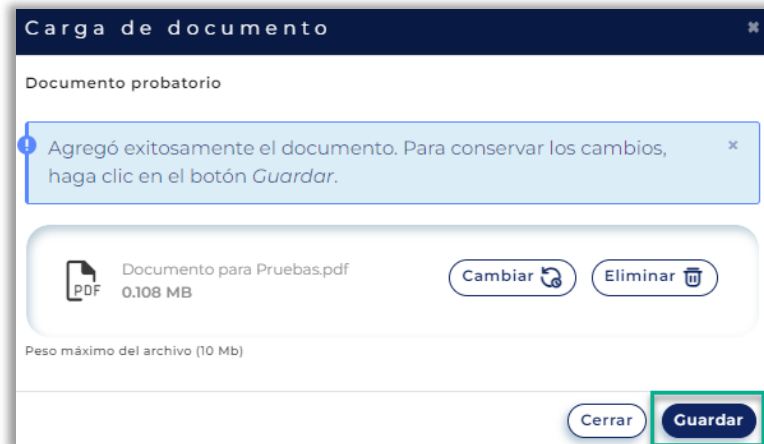 Carga de documento
Documento probatorio
Agregó exitosamente el documento. Para conservar los cambios,
haga clic en el botón Guardar.
Documento para Pruebas.pdf
PDF
0.108 MB
Cambiar
Eliminar
Peso máximo del archivo (10 Mb)
Cerrar
Guardar